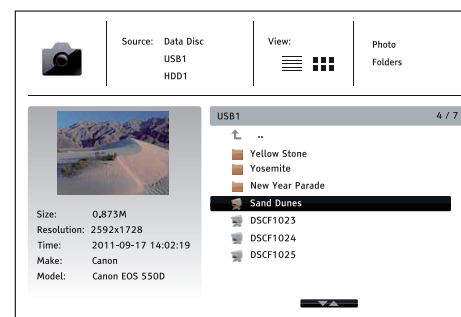 Source: Data Disc
USB1
HDD1
View:
Photo
Folders
USB1 4 / 7
..
Yellow Stone
Yosemite
New Year Parade
Sand Dunes
DSCF1023
DSCF1024
DSCF1025
Size: 0.873M
Resolution: 2592x1728
Time: 2011-09-17 14:02:19
Make: Canon
Model: Canon EOS 550D